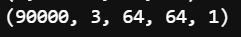 (90000, 3, 64, 64, 1)